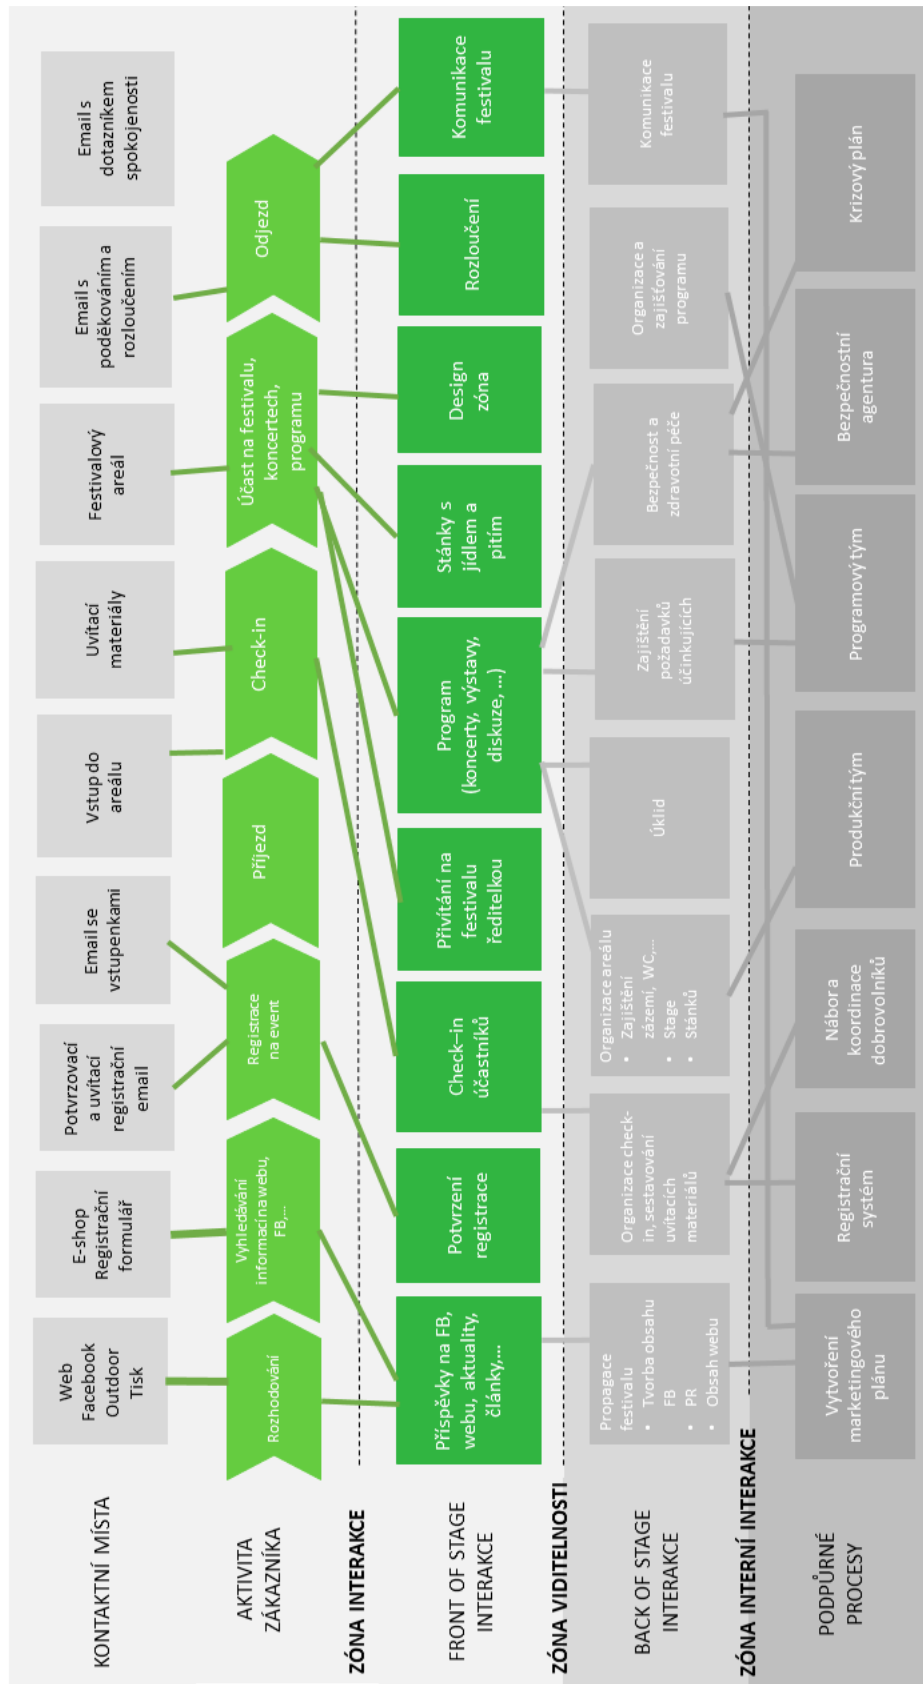 KONTAKTNÍ MÍSTA
Web
Facebook
Outdoor
Tisk
E-shop
Registrační
formulář
Potvrzovací
a uvítací
registrační
email
Email se
vstupenkami
Vstup do
areálu
Uvítací
materiály
Festivalový
areál
Email s
poděkováním a
rozloučením
Email s
dotazníkem
spokojenosti
AKTIVITA
ZÁKAZNÍKA
Rozhodování
Vyhledávání
informací na webu,
FB,...
Registrace
na event
Příjezd
Check-in
Účast na festivalu,
koncertech,
programu
Odjezd
ZÓNA INTERAKCE
FRONT OF STAGE
INTERAKCE
Příspěvky na FB,
webu, aktuality,
články,...
Potvrzení
registrace
Check–in
účastníků
Přivítání na
festivalu
ředitelkou
Program
(koncerty, výstavy,
diskuze, ...)
Stánky s
jídlem a
pitím
Design
zóna
Rozloučení
Komunikace
festivalu
ZÓNA VIDITELNOSTI
BACK OF STAGE
INTERAKCE
Propagace
festivalu
• Tvorba obsahu
FB
• PR
• Obsah webu
Organizace check-
in, sestavování
uvítacích
materiálů
Organizace areálu
• Zajištění
zázemí, WC,...
• Stage
• Stánků
Úklid
Zajištění
požadavků
účinkujících
Bezpečnost a
zdravotní péče
Organizace a
zajišťování
programu
Komunikace
festivalu
ZÓNA INTERNÍ INTERAKCE
PODPŮRNÉ
PROCESY
Vytvoření
marketingového
plánu
Registrační
systém
Nábor a
koordinace
dobrovolníků
Produkční tým
Programový tým
Bezpečnostní
agentura
Krizový plán